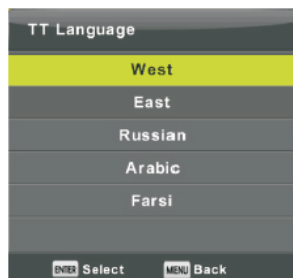 TT Language
West
East
Russian
Arabic
Farsi
ENTER Select MENU Back